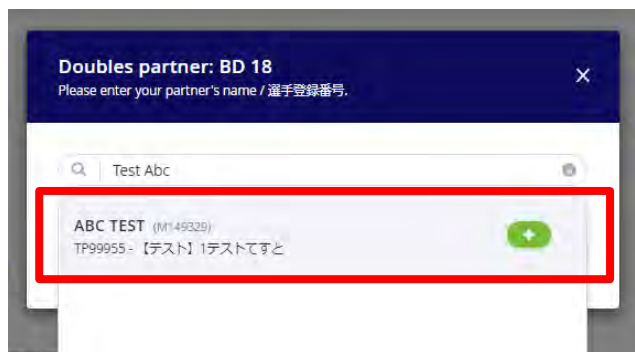 Doubles partner: BD 18
Please enter your partner's name / 選手登録番号.
Test Abc
ABC TEST (M149329)
TP99955 - 【テスト】1テストてすと